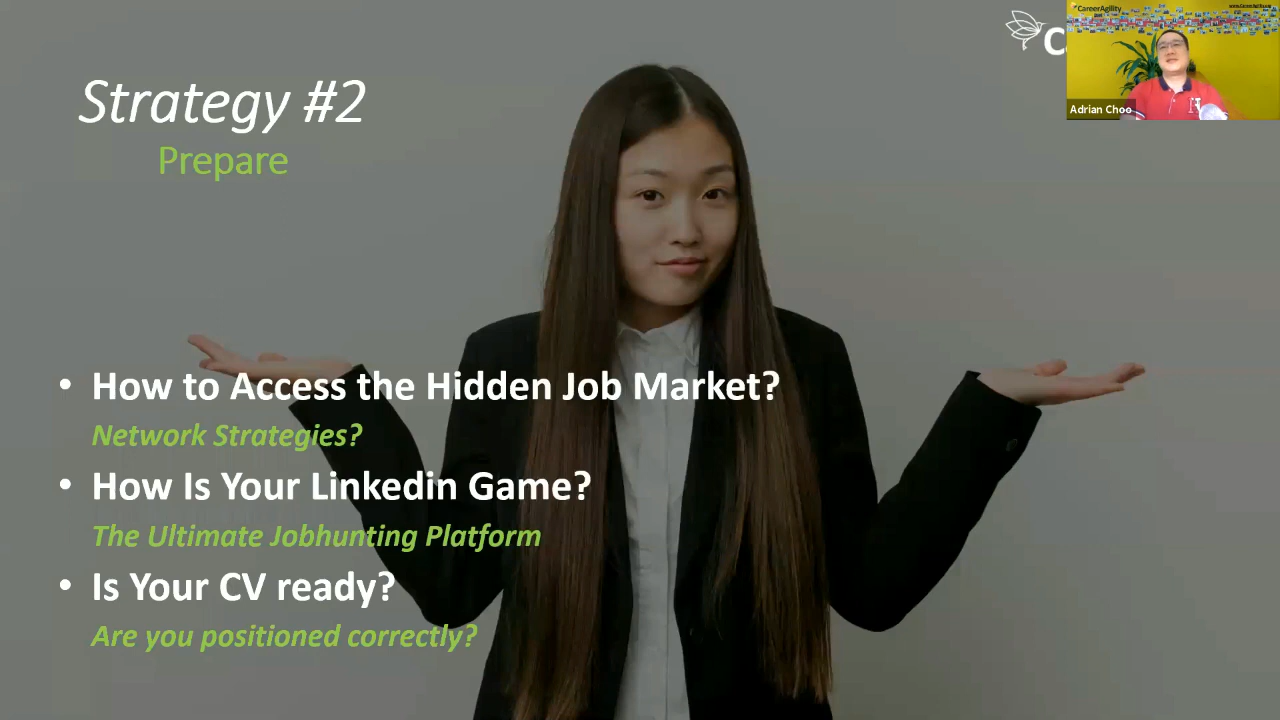 Strategy #2
Prepare
CareerAgility
Adrian Choo
• How to Access the Hidden Job Market?
Network Strategies?
• How Is Your Linkedin Game?
The Ultimate Jobhunting Platform
• Is Your CV ready?
Are you positioned correctly?